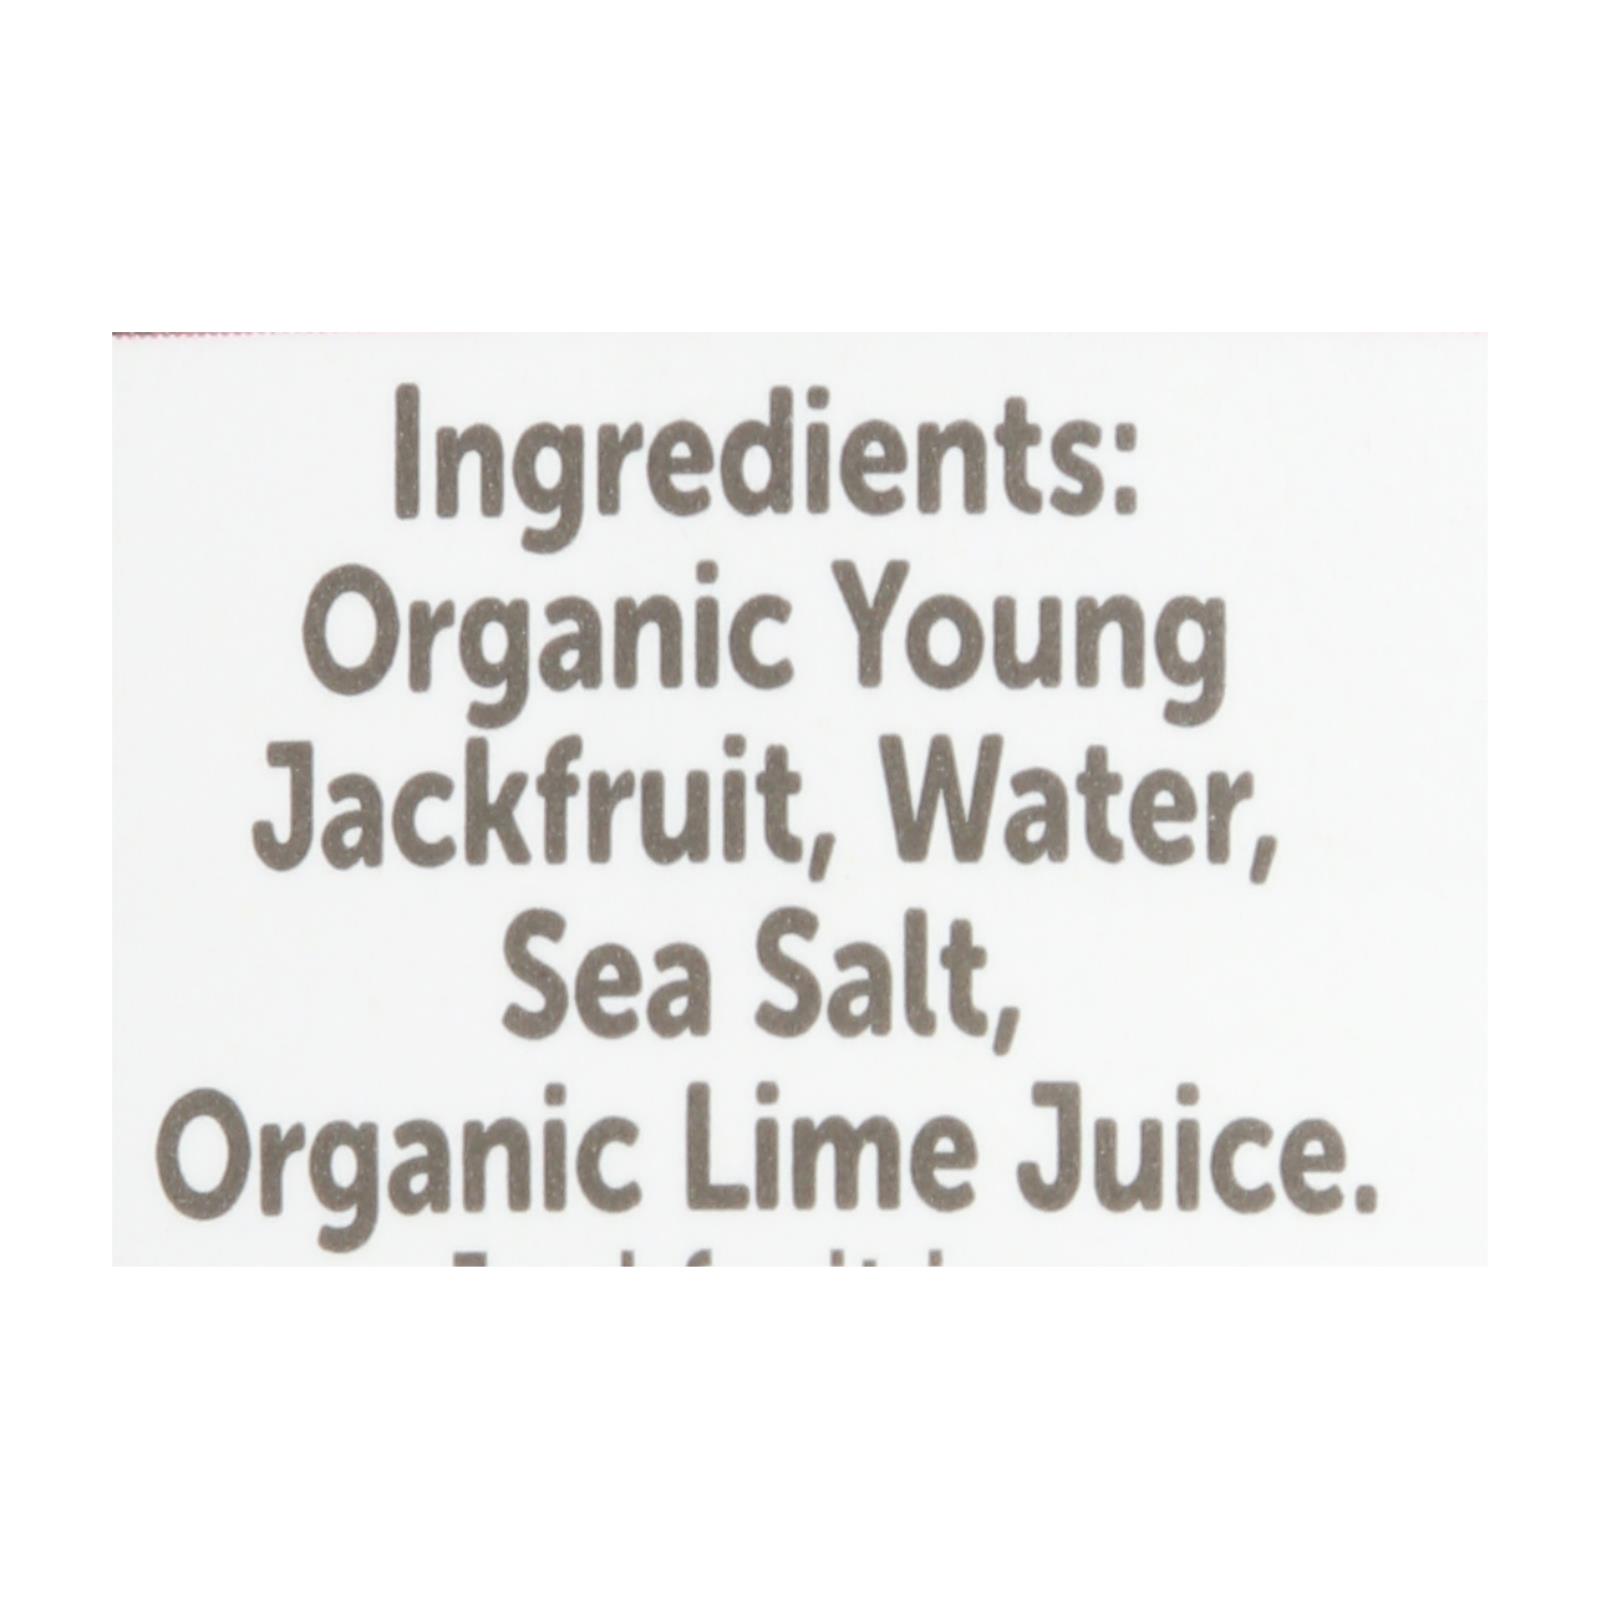 Ingredients:
Organic Young
Jackfruit, Water,
Sea Salt,
Organic Lime Juice.